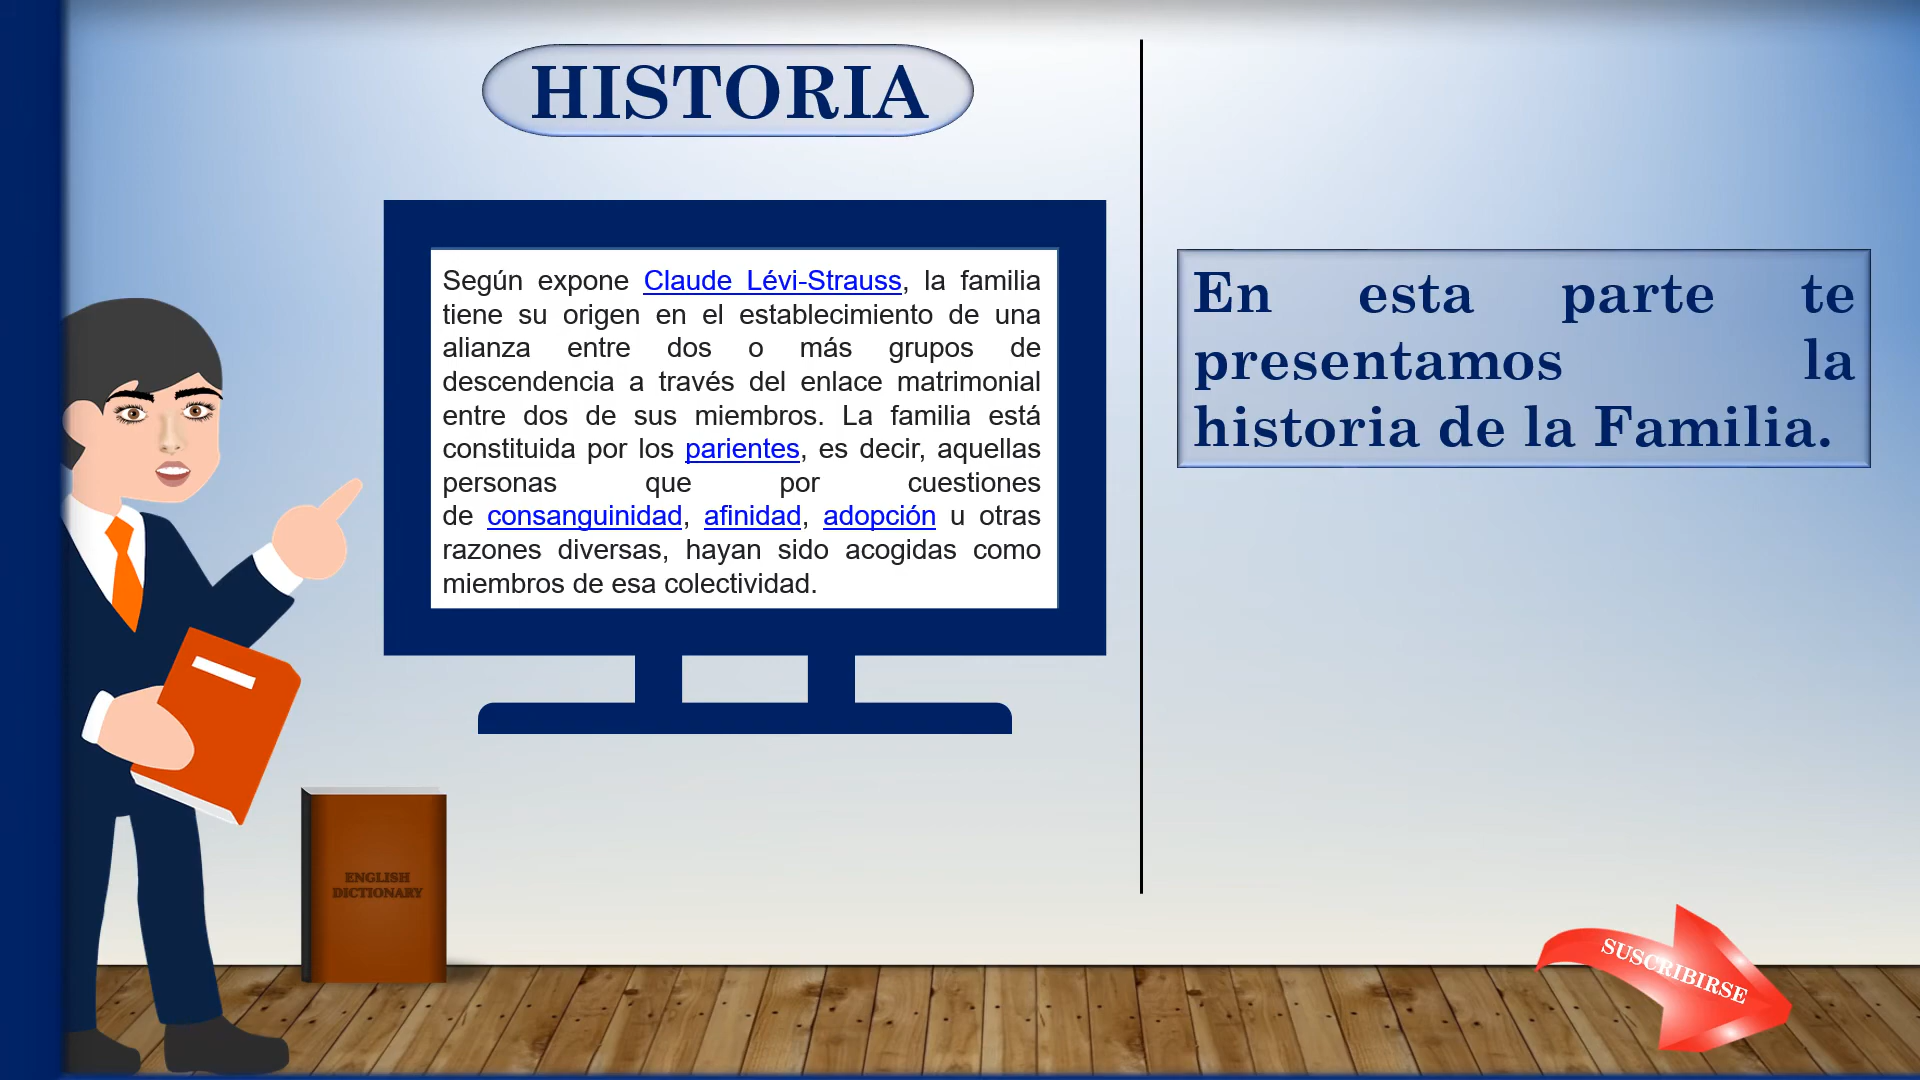 HISTORIA
Según expone Claude Lévi-Strauss, la familia
tiene su origen en el establecimiento de una
alianza entre dos o más grupos de
descendencia a través del enlace matrimonial
entre dos de sus miembros. La familia está
constituida por los parientes, es decir, aquellas
personas que por cuestiones
de consanguinidad, afinidad, adopción u otras
razones diversas, hayan sido acogidas como
miembros de esa colectividad.
En esta parte te
presentamos la
historia de la Familia.
ENGLISH
DICTIONARY
SUSCRIBIRSE